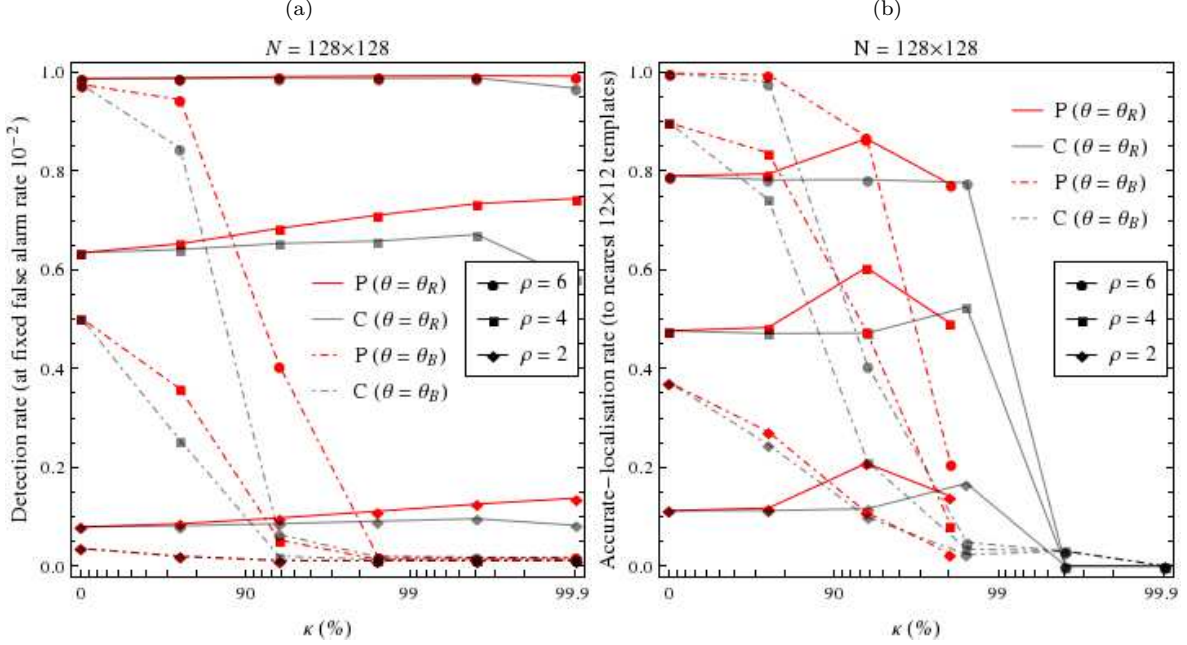 (a)
N = 128×128
Detection rate (at fixed false alarm rate 10⁻²)
1.0
0.8
0.6
0.4
0.2
0.0
P (θ = θ_R)
C (θ = θ_R)
P (θ = θ_B)
C (θ = θ_B)
ρ = 6
ρ = 4
ρ = 2
0
90
99
99.9
κ (%)
(b)
N = 128×128
Accurate−localisation rate (to nearest 12×12 templates)
1.0
0.8
0.6
0.4
0.2
0.0
P (θ = θ_R)
C (θ = θ_R)
P (θ = θ_B)
C (θ = θ_B)
ρ = 6
ρ = 4
ρ = 2
0
90
99
99.9
κ (%)